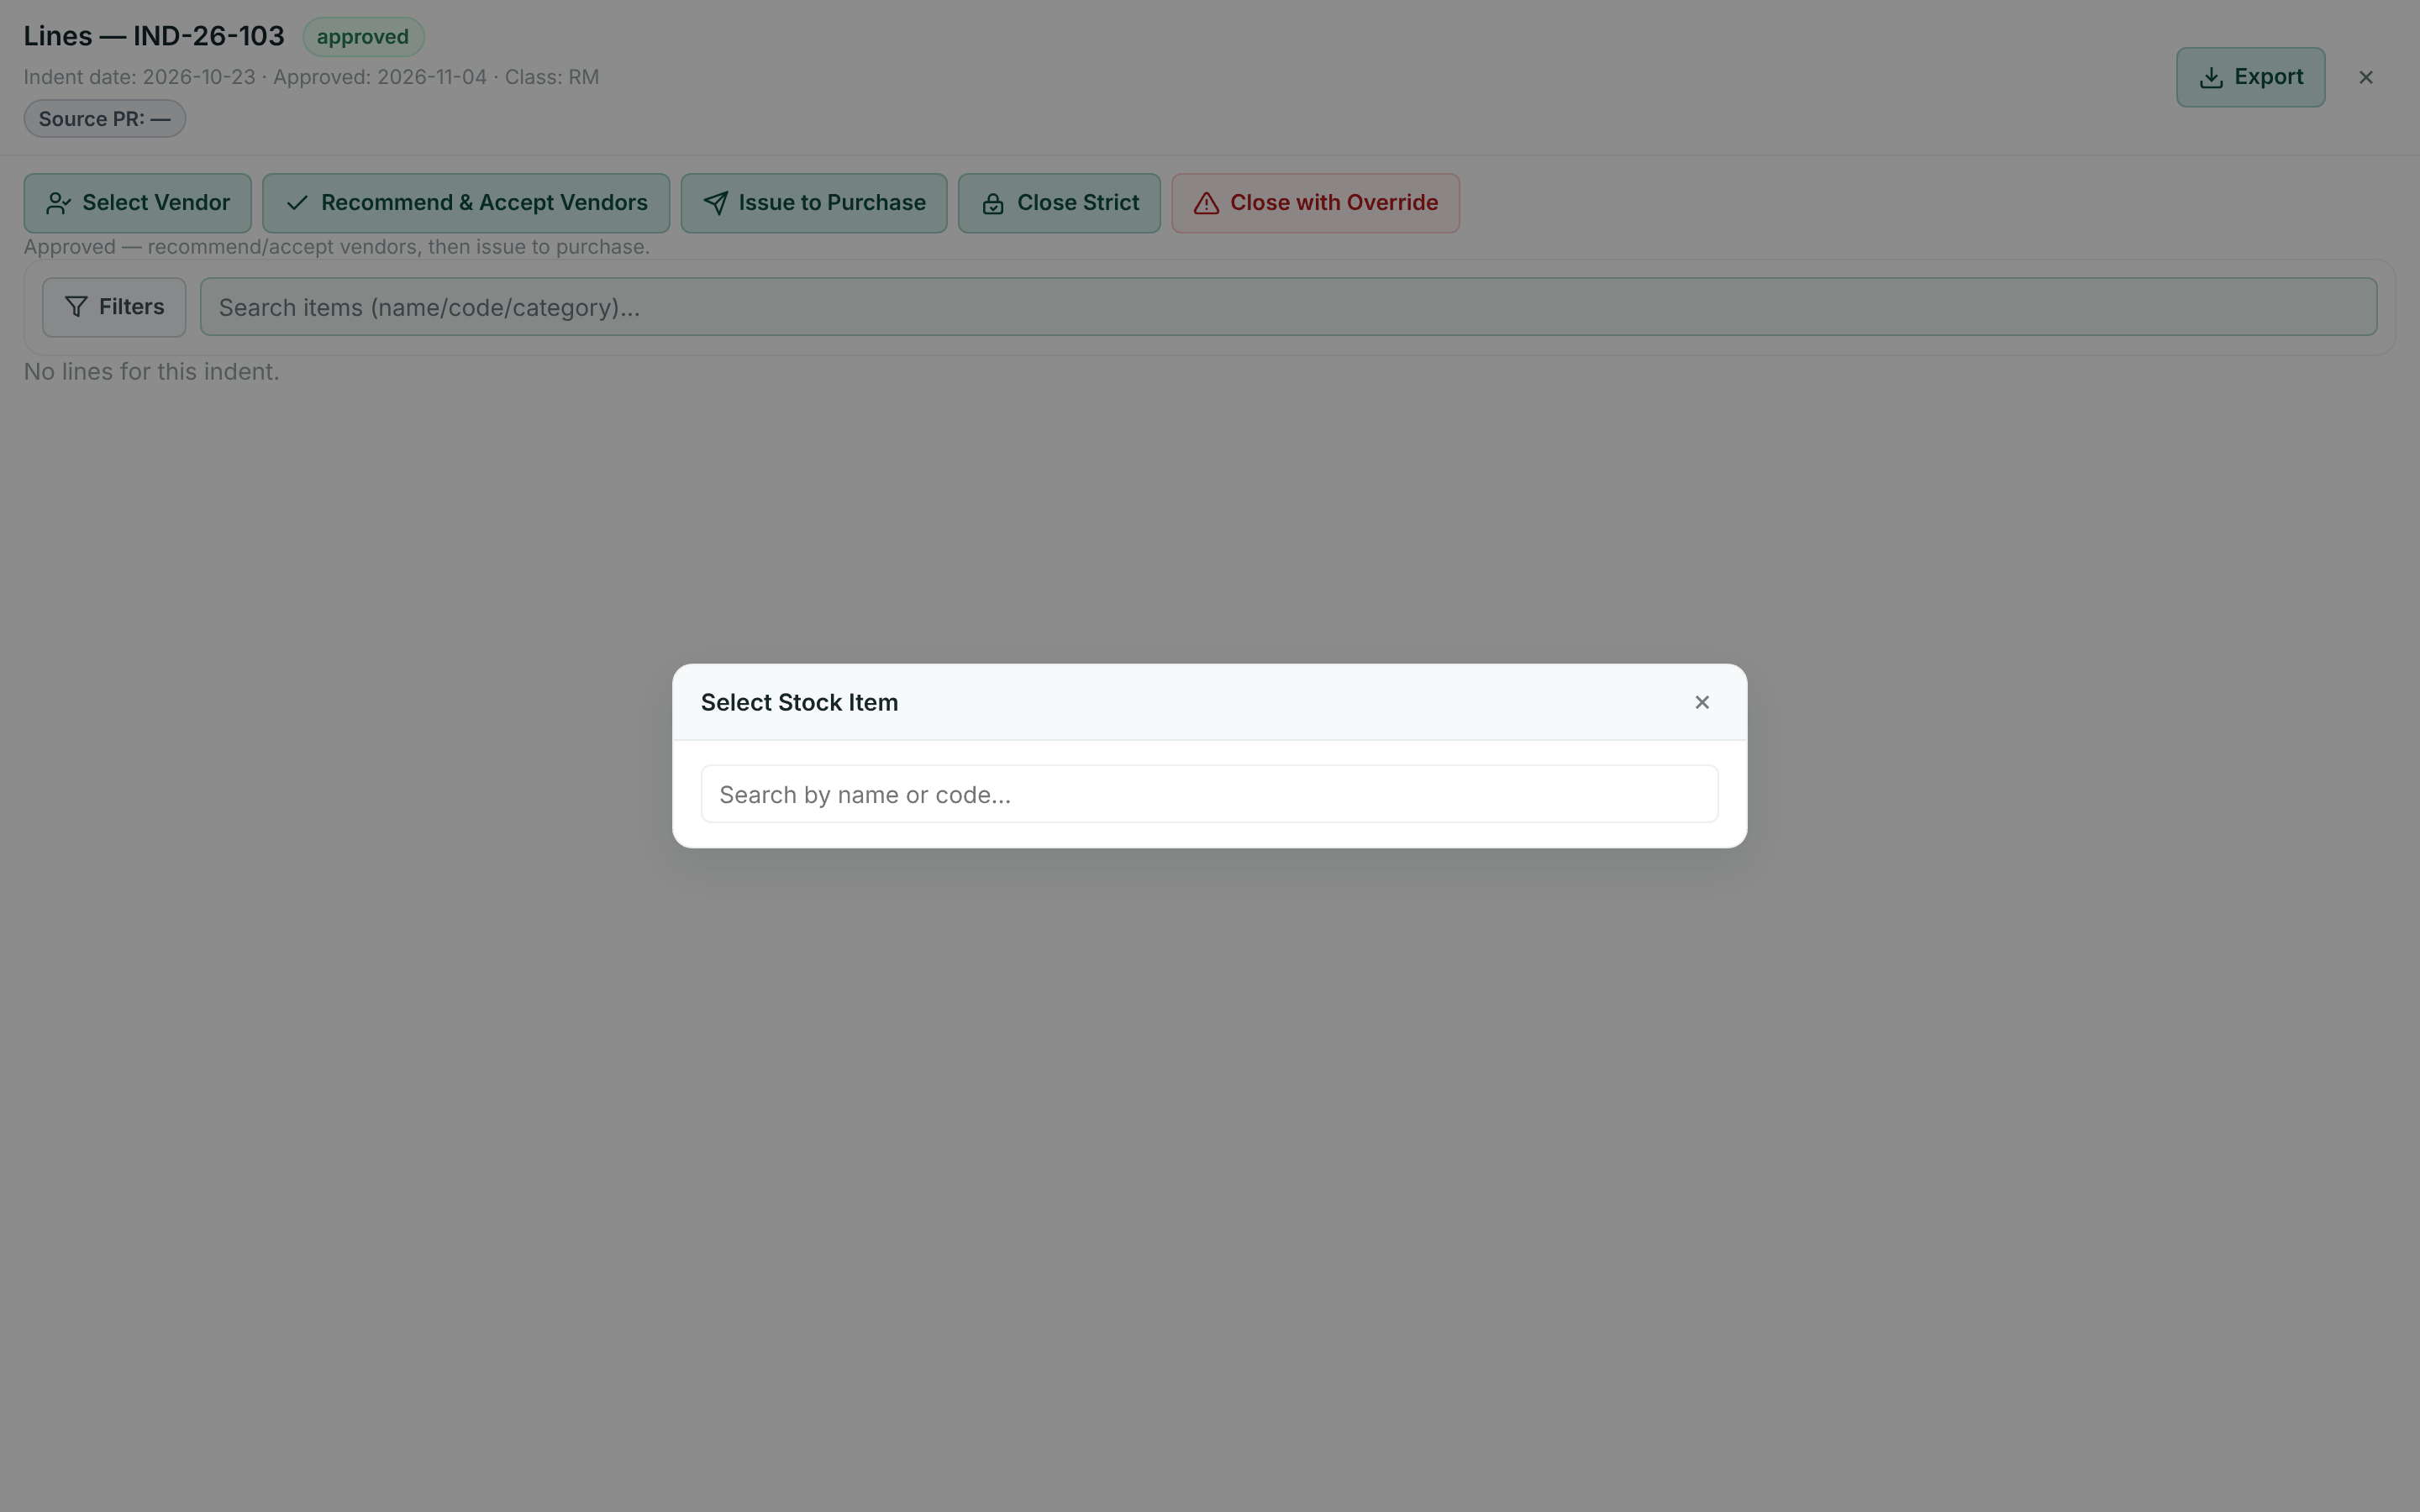 Lines — IND-26-103 approved
Indent date: 2026-10-23 · Approved: 2026-11-04 · Class: RM
Source PR: —
Export
Select Vendor
Recommend & Accept Vendors
Issue to Purchase
Close Strict
Close with Override
Approved — recommend/accept vendors, then issue to purchase.
Filters
Search items (name/code/category)...
No lines for this indent.
Select Stock Item
Search by name or code...